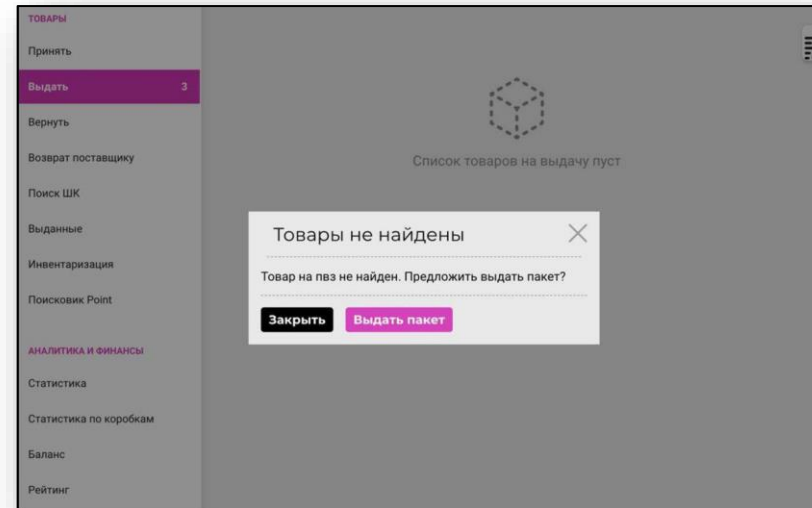 ТОВАРЫ
Принять
Выдать 3
Вернуть
Возврат поставщику
Поиск ШК
Выданные
Инвентаризация
Поисковик Point
АНАЛИТИКА И ФИНАНСЫ
Статистика
Статистика по коробкам
Баланс
Рейтинг
Список товаров на выдачу пуст
Товары не найдены
Товар на пвз не найден. Предложить выдать пакет?
Закрыть Выдать пакет